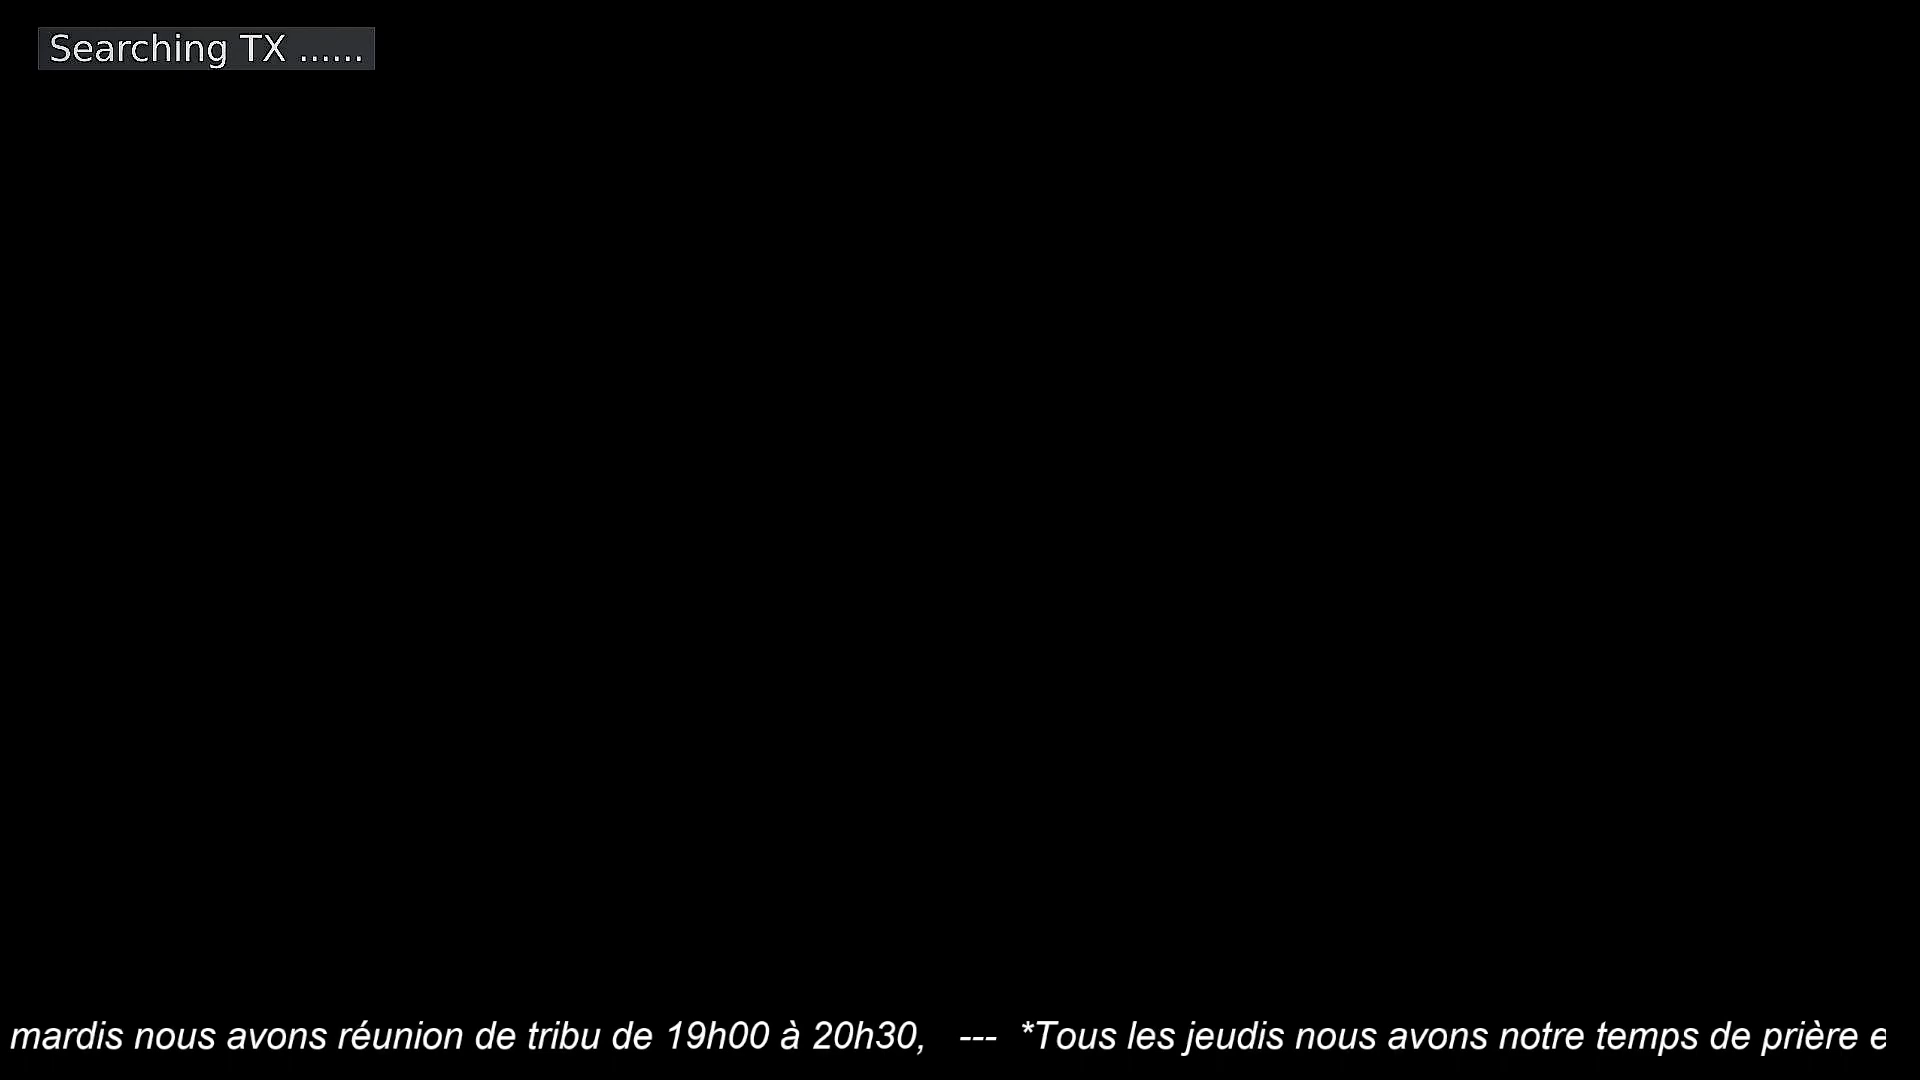 Searching TX ......
mardis nous avons réunion de tribu de 19h00 à 20h30,   ---  *Tous les jeudis nous avons notre temps de prière e